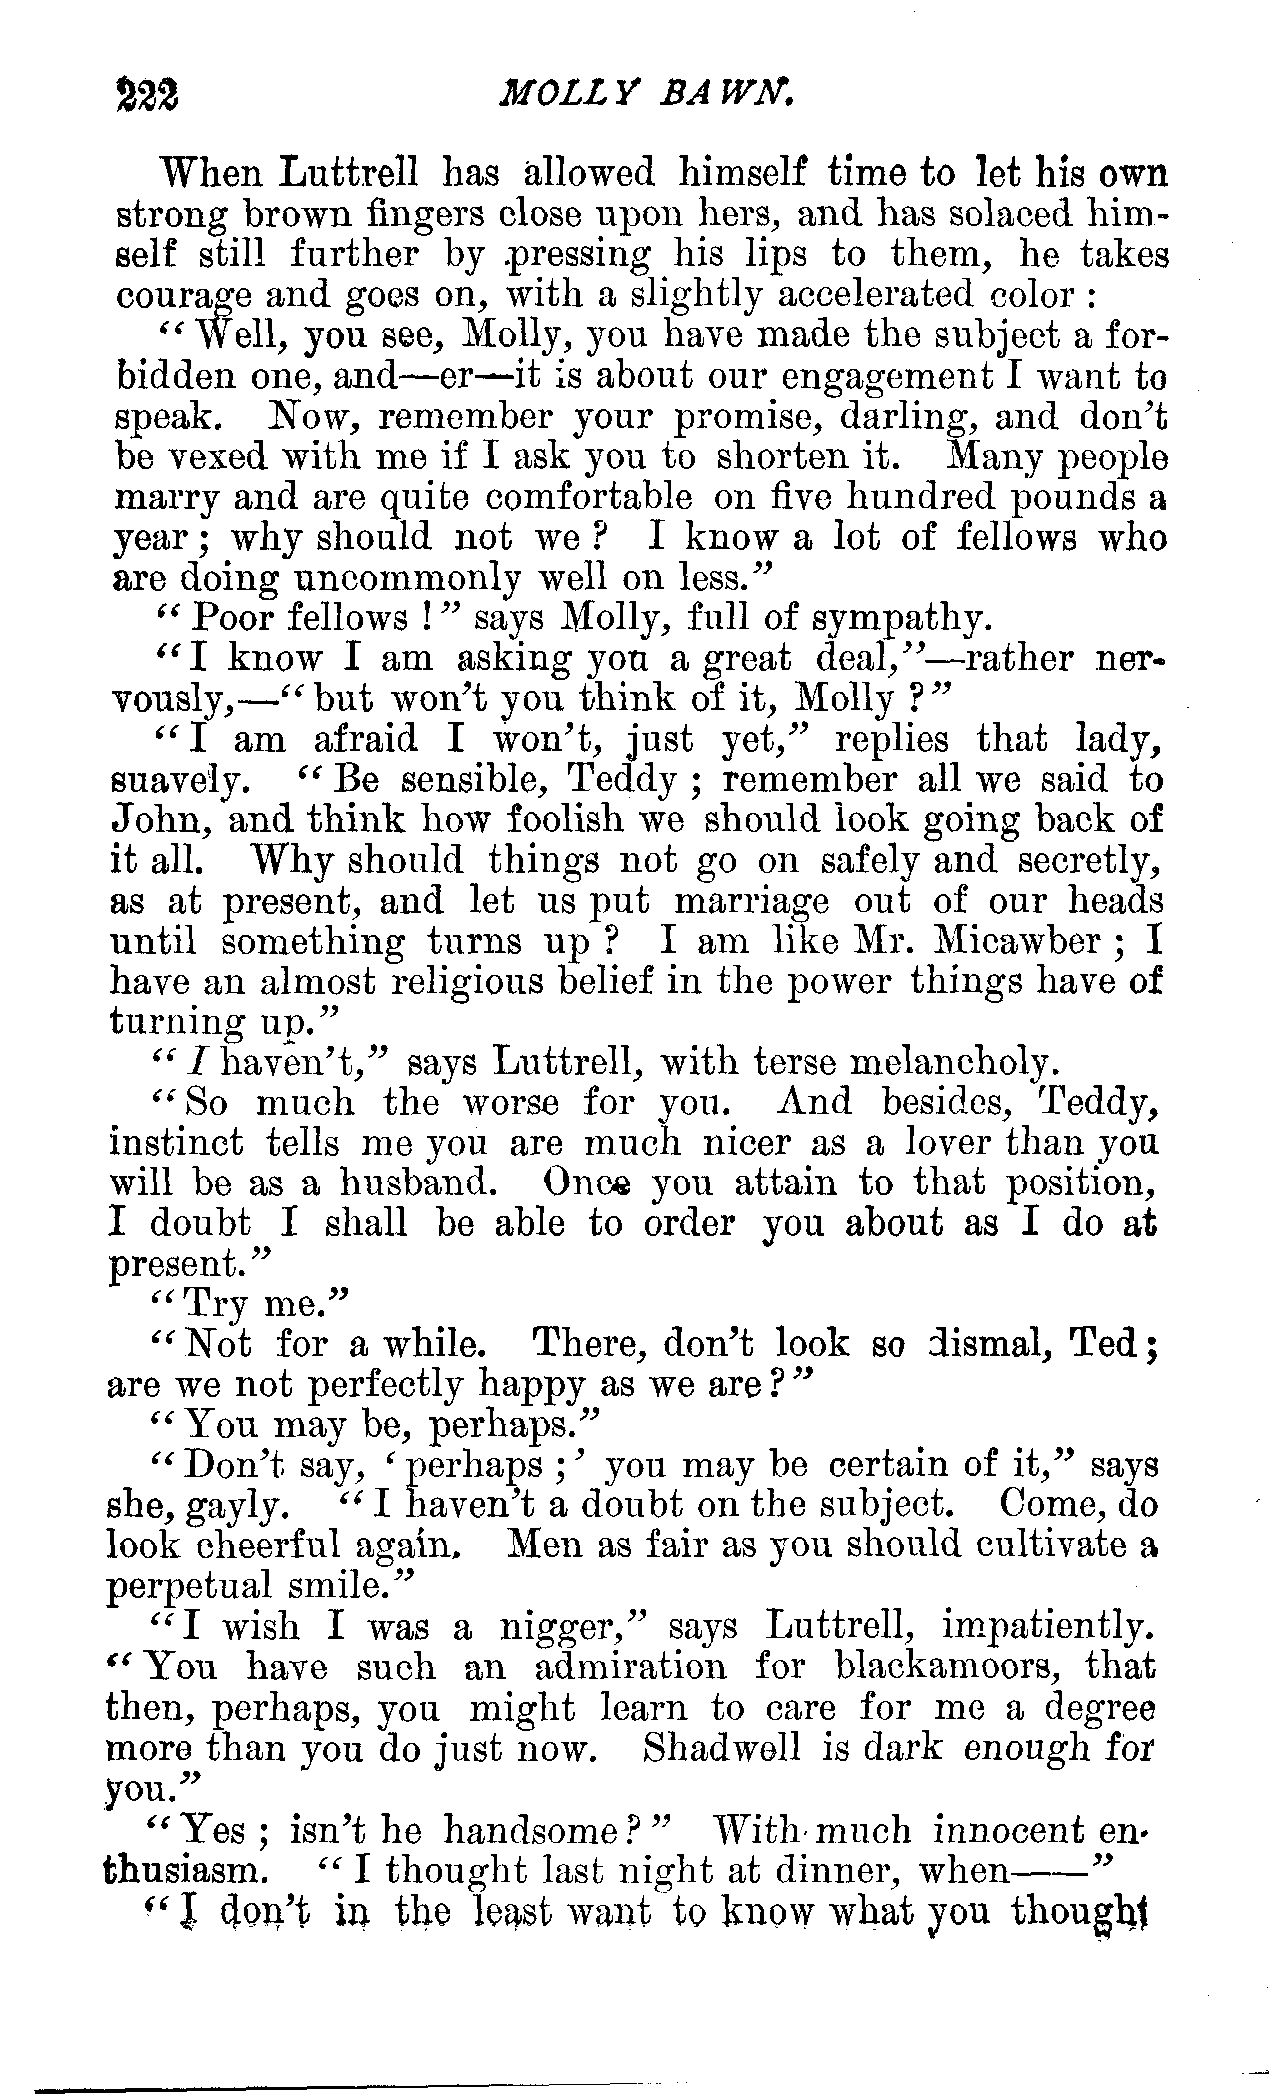 222 MOLLY BAWN.
When Luttrell has allowed himself time to let his own
strong brown fingers close upon hers, and has solaced him-
self still further by pressing his lips to them, he takes
courage and goes on, with a slightly accelerated color :
"Well, you see, Molly, you have made the subject a for-
bidden one, and—er—it is about our engagement I want to
speak. Now, remember your promise, darling, and don't
be vexed with me if I ask you to shorten it. Many people
marry and are quite comfortable on five hundred pounds a
year ; why should not we ? I know a lot of fellows who
are doing uncommonly well on less."
"Poor fellows !" says Molly, full of sympathy.
"I know I am asking you a great deal,"—rather ner-
vously,—"but won't you think of it, Molly ?"
"I am afraid I won't, just yet," replies that lady,
suavely. "Be sensible, Teddy ; remember all we said to
John, and think how foolish we should look going back of
it all. Why should things not go on safely and secretly,
as at present, and let us put marriage out of our heads
until something turns up ? I am like Mr. Micawber ; I
have an almost religious belief in the power things have of
turning up."
"I haven't," says Luttrell, with terse melancholy.
"So much the worse for you. And besides, Teddy,
instinct tells me you are much nicer as a lover than you
will be as a husband. Once you attain to that position,
I doubt I shall be able to order you about as I do at
present."
"Try me."
"Not for a while. There, don't look so dismal, Ted ;
are we not perfectly happy as we are ?"
"You may be, perhaps."
"Don't say, 'perhaps ;' you may be certain of it," says
she, gayly. "I haven't a doubt on the subject. Come, do
look cheerful again. Men as fair as you should cultivate a
perpetual smile."
"I wish I was a nigger," says Luttrell, impatiently.
"You have such an admiration for blackamoors, that
then, perhaps, you might learn to care for me a degree
more than you do just now. Shadwell is dark enough for
you."
"Yes ; isn't he handsome ?" With much innocent en-
thusiasm. "I thought last night at dinner, when——"
"I don't in the least want to know what you thought